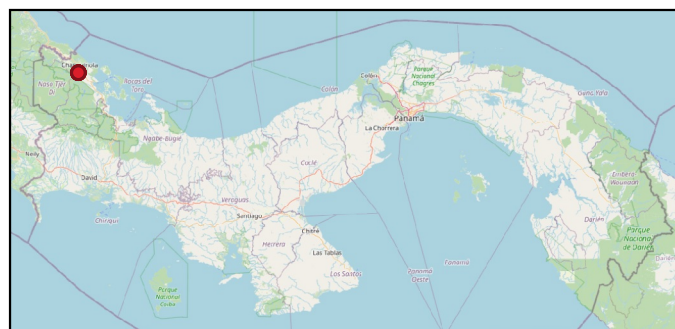 Changuinola
Naso Tjër Di
Bocas del Toro
Colón
Colón
Parque Nacional Chagres
Guna Yala
Panamá
La Chorrera
Ngäbe-Buglé
Neily
David
Coclé
Emberá Wounaan
Veraguas
Santiago
Darién
Chiriquí
Chitré
Herrera
Las Tablas
Parque Nacional de Darién
Los Santos
Panamá Oeste
Panamá
Parque Nacional Coiba